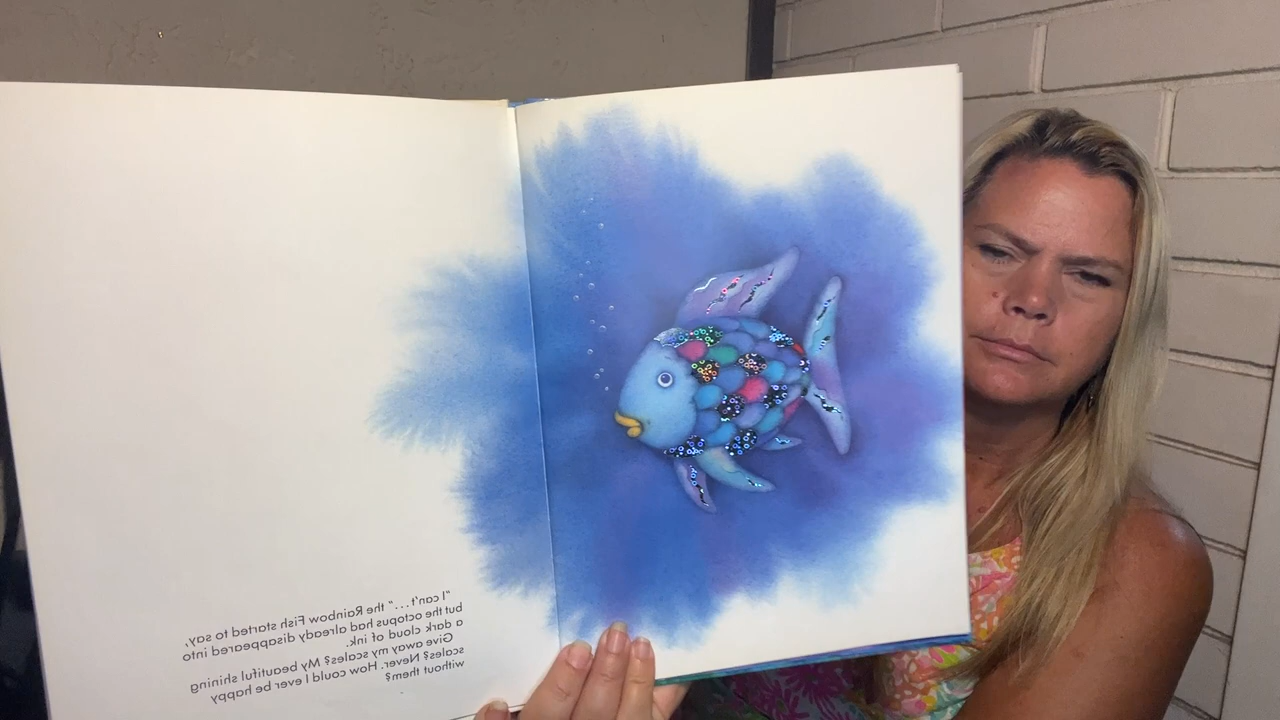 "I can't . . . ," the Rainbow Fish started to say,
but the octopus had already disappeared into
a dark cloud of ink.
Give away my scales? My beautiful shining
scales? Never. How could I ever be happy
without them?